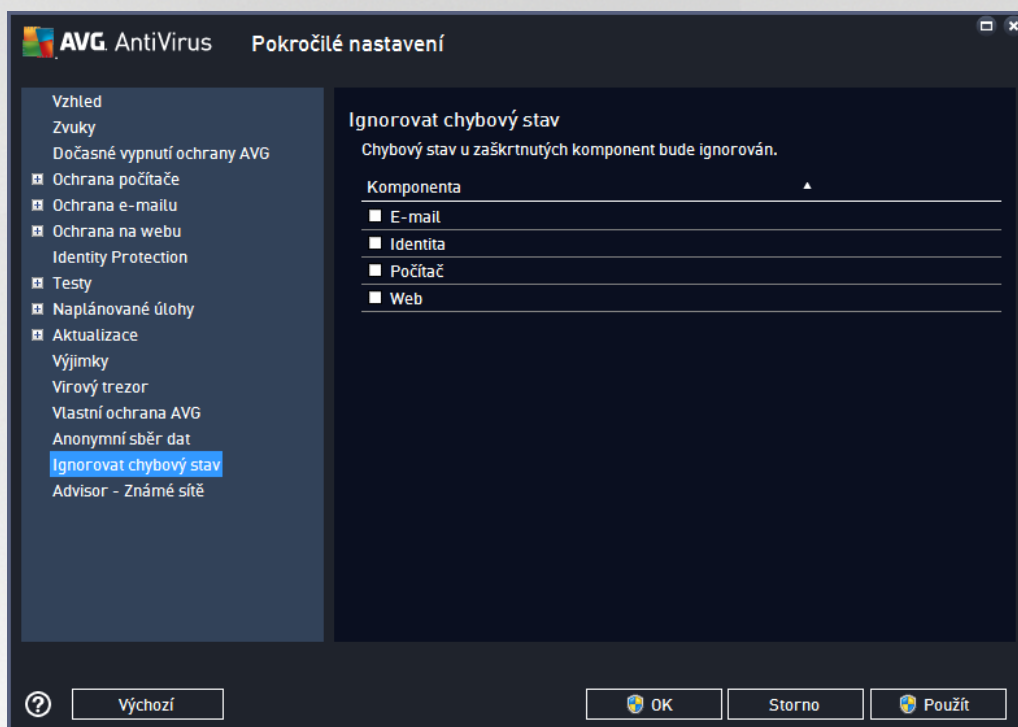 AVG. AntiVirus Pokročilé nastavení
Vzhled
Zvuky
Dočasné vypnutí ochrany AVG
Ochrana počítače
Ochrana e-mailu
Ochrana na webu
Identity Protection
Testy
Naplánované úlohy
Aktualizace
Výjimky
Virový trezor
Vlastní ochrana AVG
Anonymní sběr dat
Ignorovat chybový stav
Advisor - Známé sítě
Ignorovat chybový stav
Chybový stav u zaškrtnutých komponent bude ignorován.
Komponenta
E-mail
Identita
Počítač
Web
Výchozí
OK
Storno
Použít